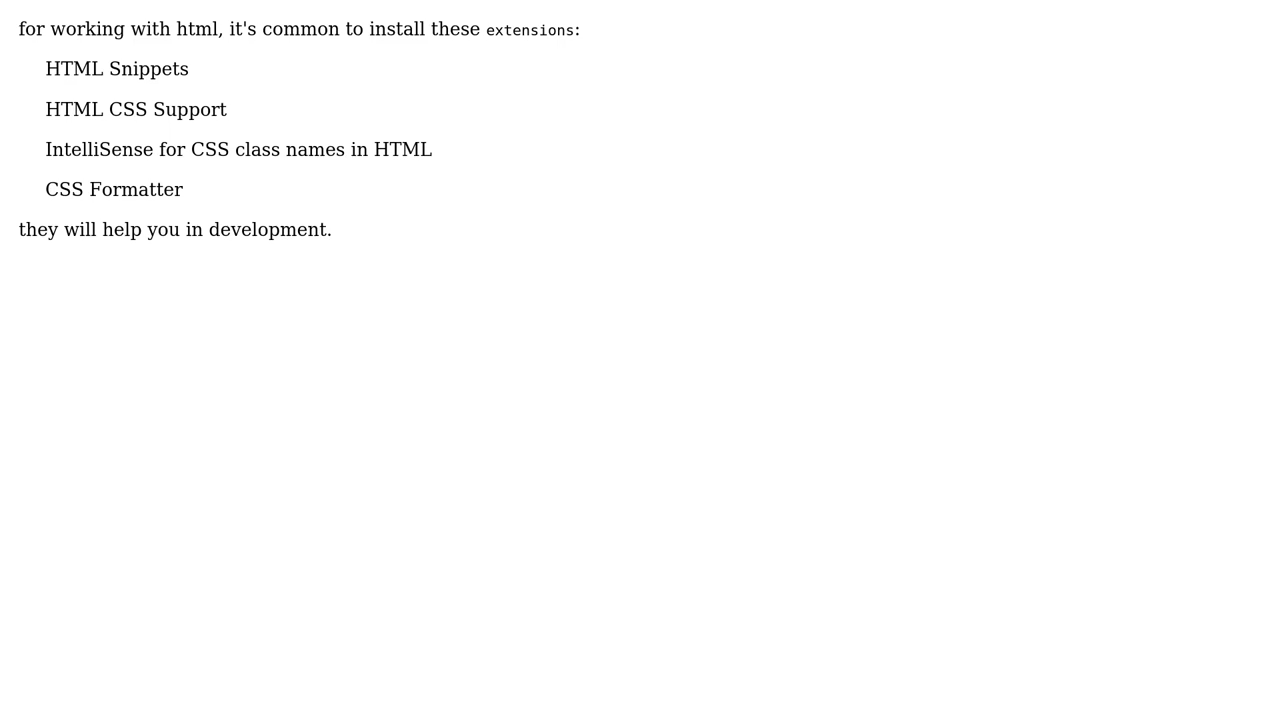 for working with html, it's common to install these extensions:
HTML Snippets
HTML CSS Support
IntelliSense for CSS class names in HTML
CSS Formatter
they will help you in development.